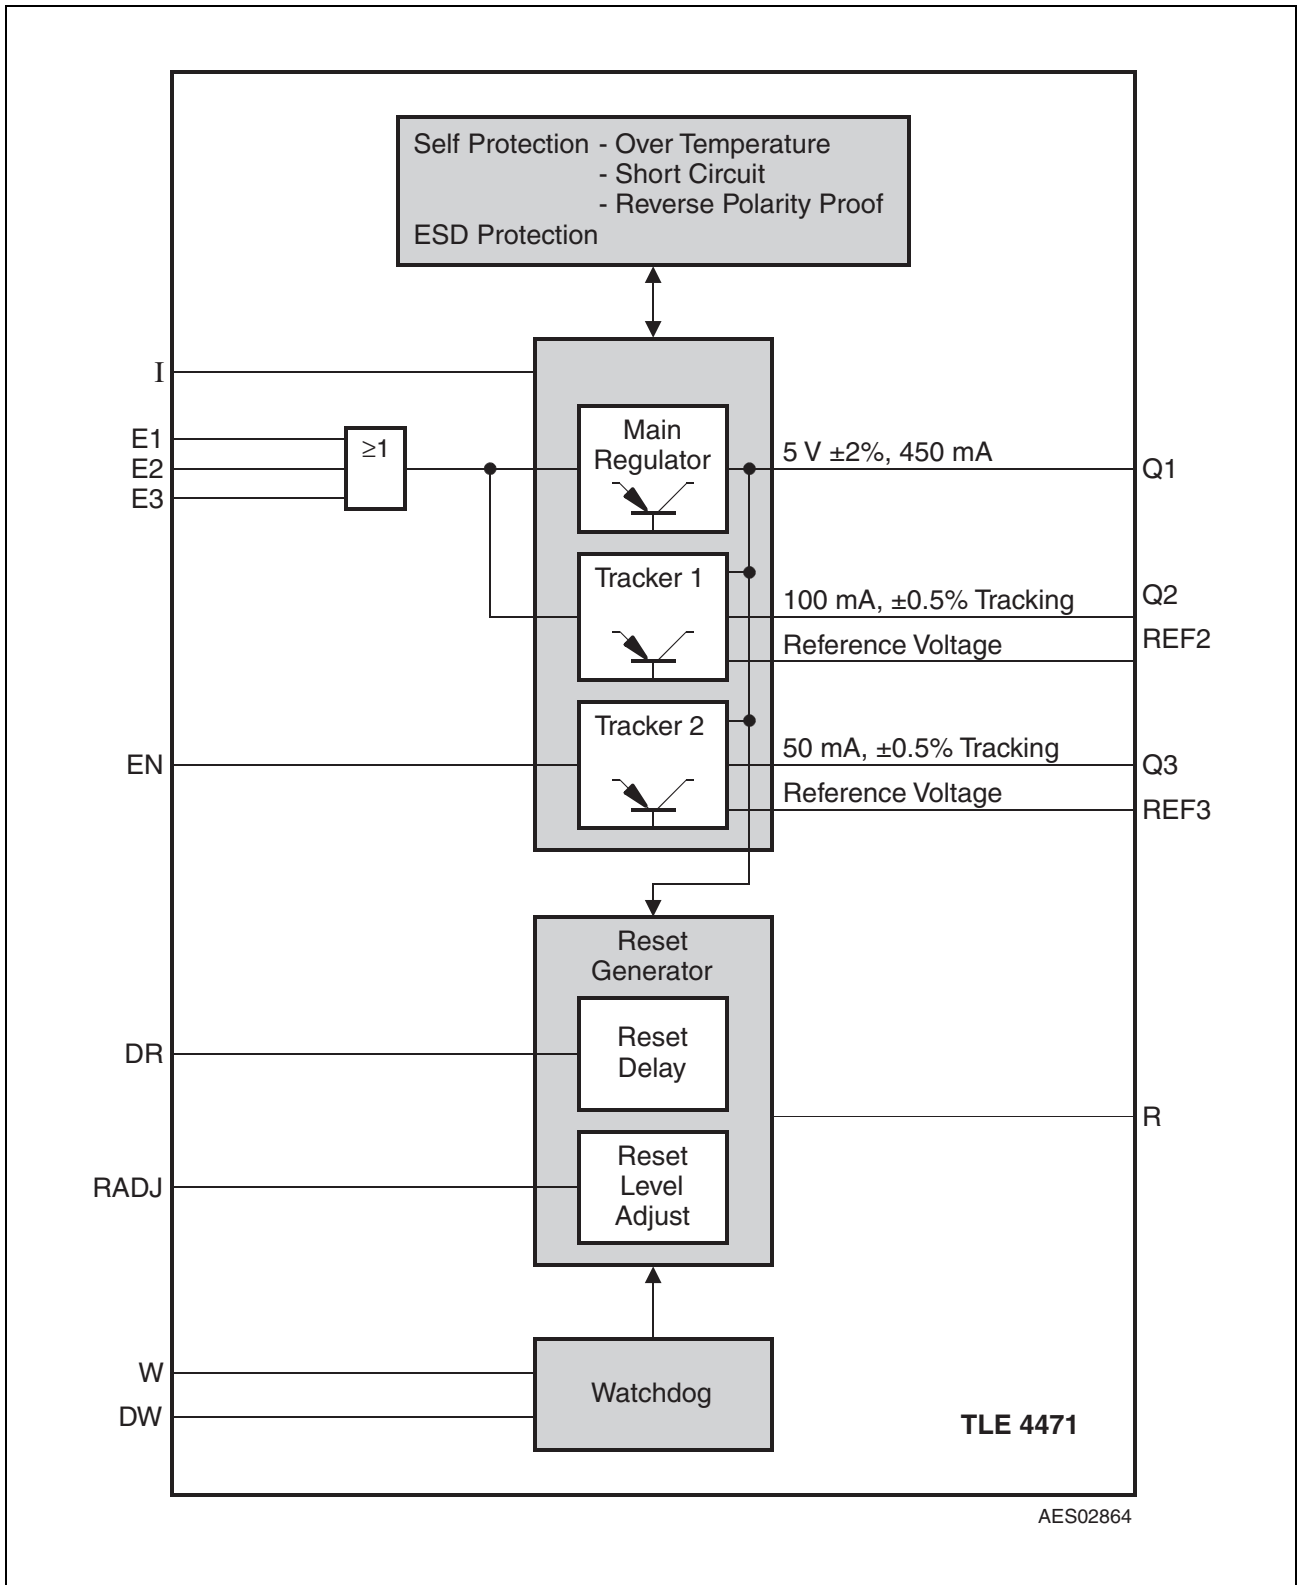 Self Protection - Over Temperature
- Short Circuit
- Reverse Polarity Proof
ESD Protection
I
E1
E2
E3
≥1
Main
Regulator
5 V ±2%, 450 mA
Q1
Tracker 1
100 mA, ±0.5% Tracking
Q2
Reference Voltage
REF2
Tracker 2
EN
50 mA, ±0.5% Tracking
Q3
Reference Voltage
REF3
Reset
Generator
DR
Reset
Delay
R
RADJ
Reset
Level
Adjust
W
DW
Watchdog
TLE 4471
AES02864